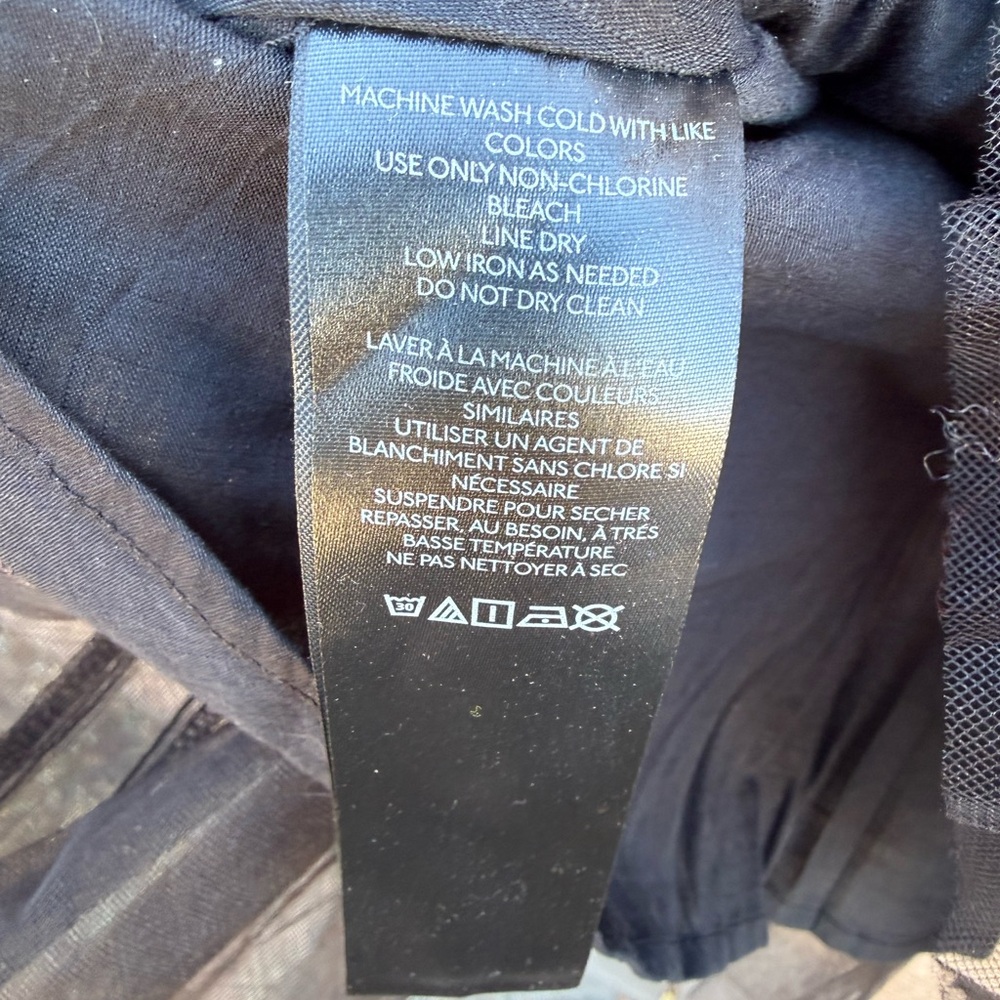 MACHINE WASH COLD WITH LIKE
COLORS
USE ONLY NON-CHLORINE
BLEACH
LINE DRY
LOW IRON AS NEEDED
DO NOT DRY CLEAN
LAVER À LA MACHINE À L'EAU
FROIDE AVEC COULEURS
SIMILAIRES
UTILISER UN AGENT DE
BLANCHIMENT SANS CHLORE SI
NÉCESSAIRE
SUSPENDRE POUR SECHER
REPASSER, AU BESOIN, À TRÉS
BASSE TEMPÉRATURE
NE PAS NETTOYER À SEC
30